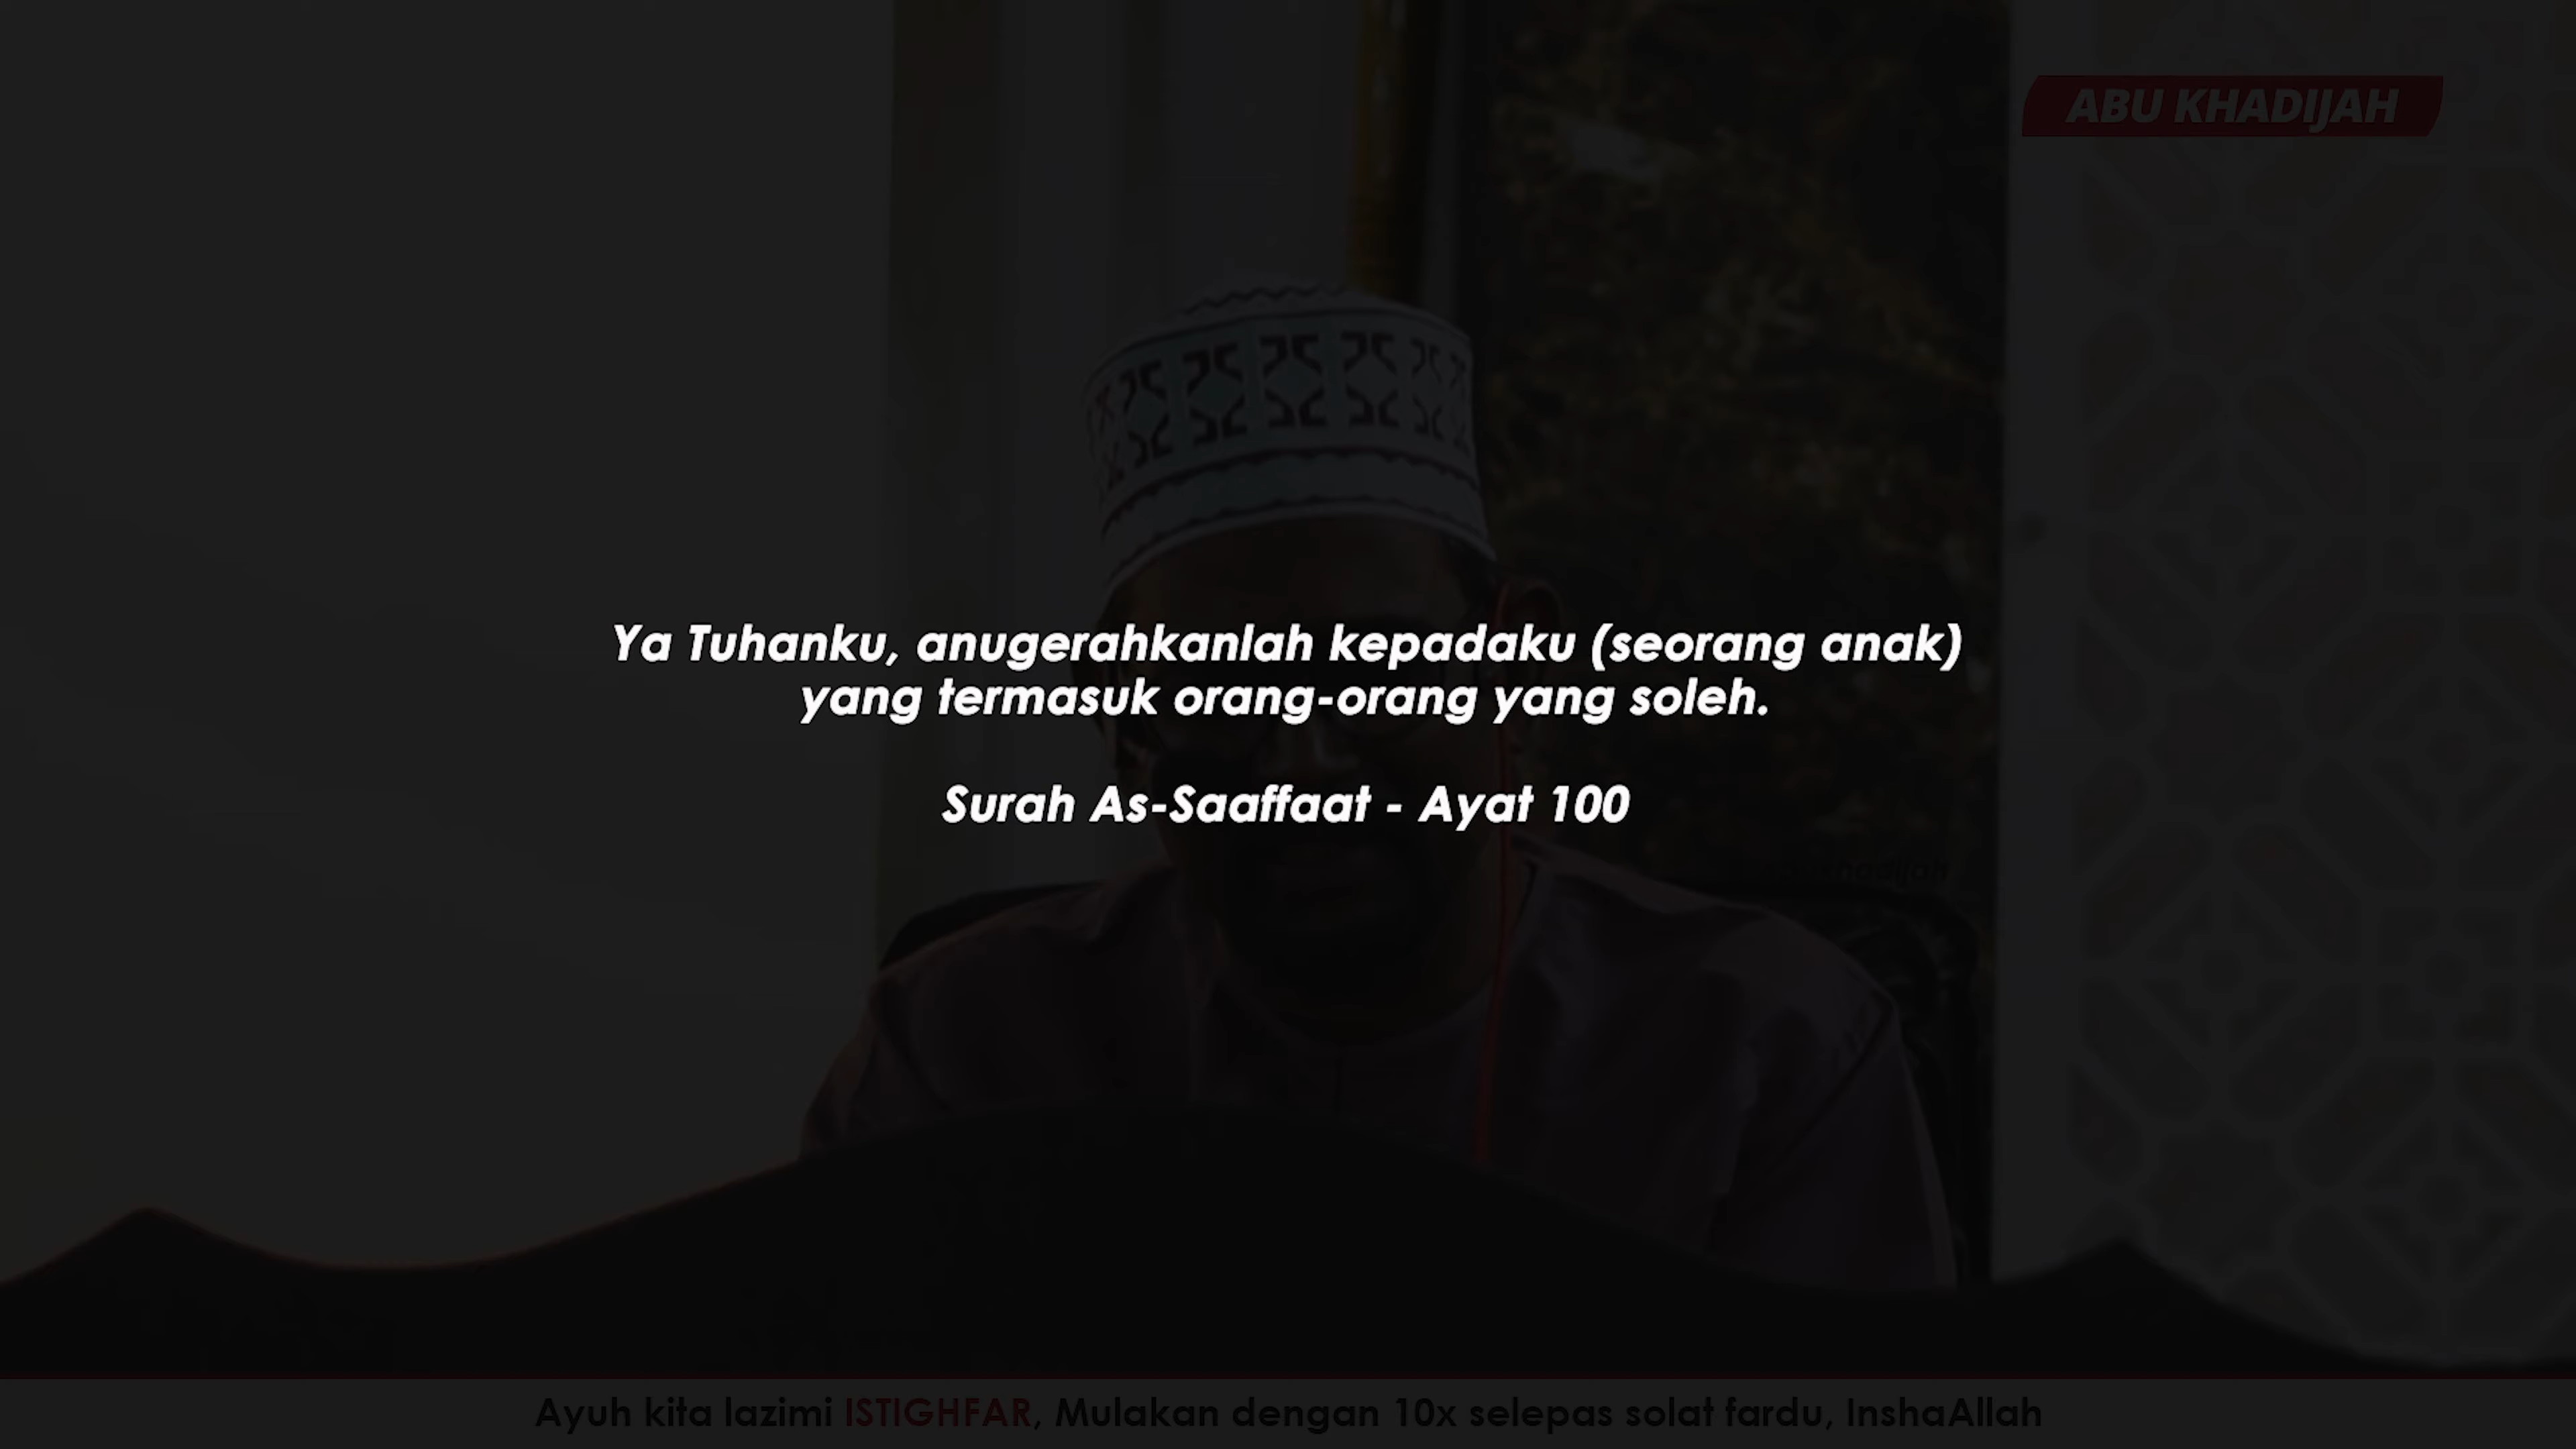 ABU KHADIJAH
Ya Tuhanku, anugerahkanlah kepadaku (seorang anak)
yang termasuk orang-orang yang soleh.
Surah As-Saaffaat - Ayat 100
Ayuh kita lazimi ISTIGHFAR, Mulakan dengan 10x selepas solat fardu, InshaAllah